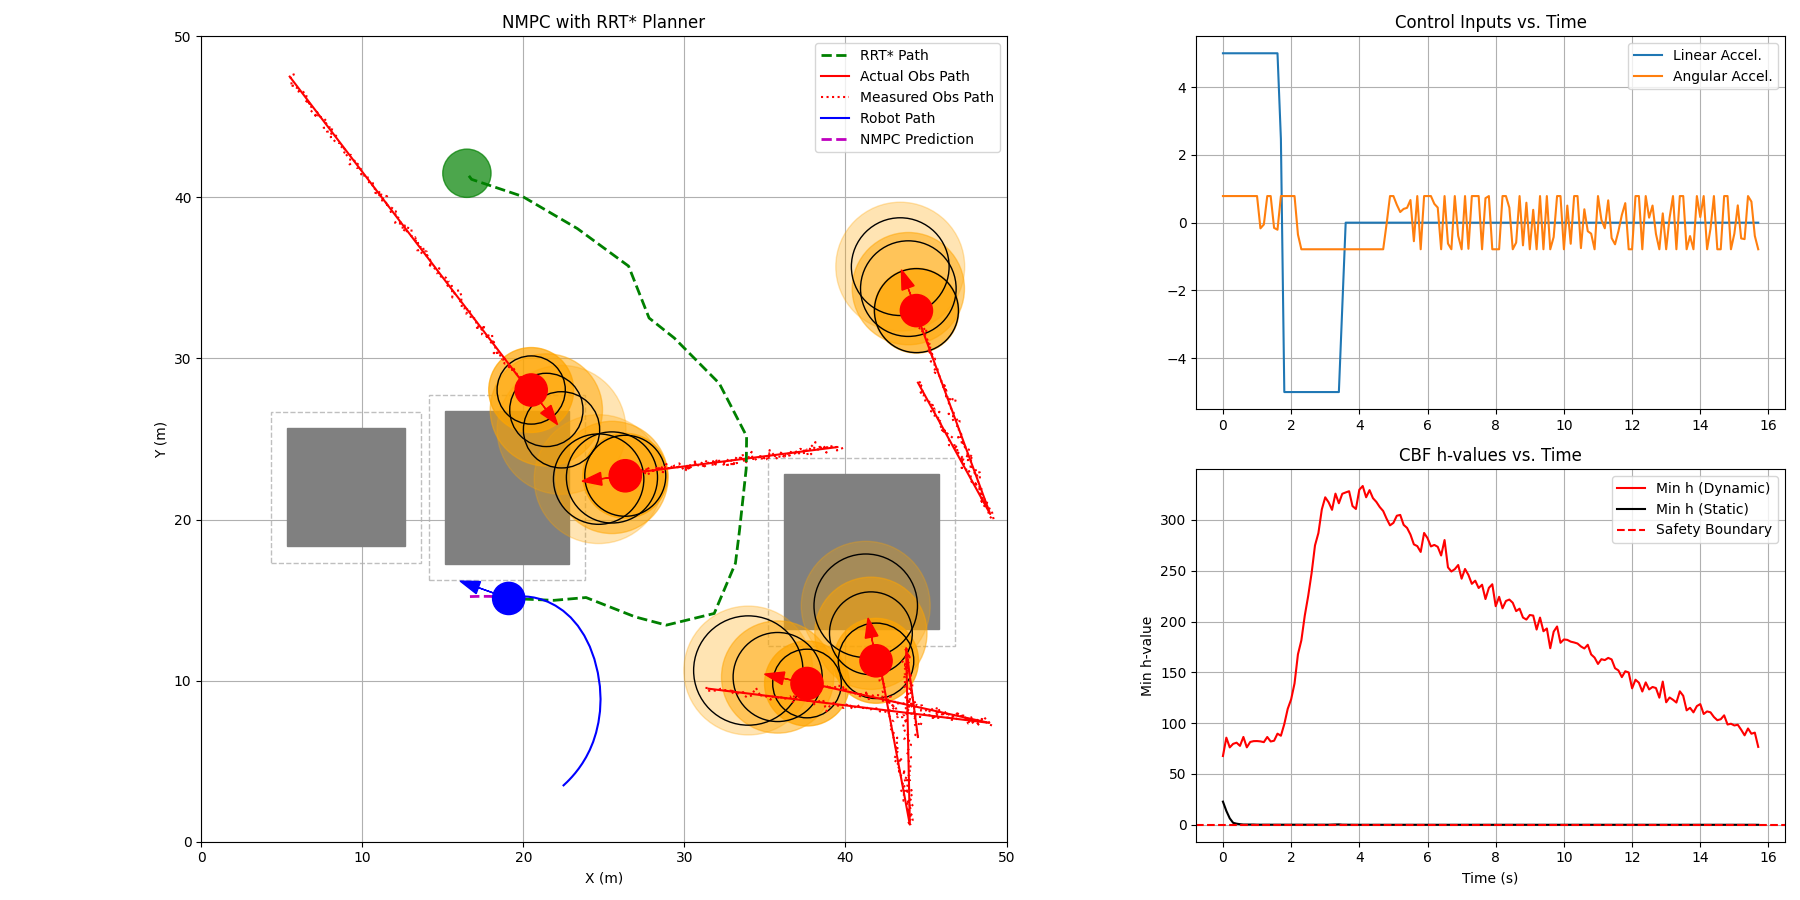 NMPC with RRT* Planner
50
40
30
20
10
0
Y (m)
0 10 20 30 40 50
X (m)
RRT* Path
Actual Obs Path
Measured Obs Path
Robot Path
NMPC Prediction
Control Inputs vs. Time
4
2
0
−2
−4
0 2 4 6 8 10 12 14 16
Linear Accel.
Angular Accel.
CBF h-values vs. Time
300
250
200
150
100
50
0
Min h-value
0 2 4 6 8 10 12 14 16
Time (s)
Min h (Dynamic)
Min h (Static)
Safety Boundary